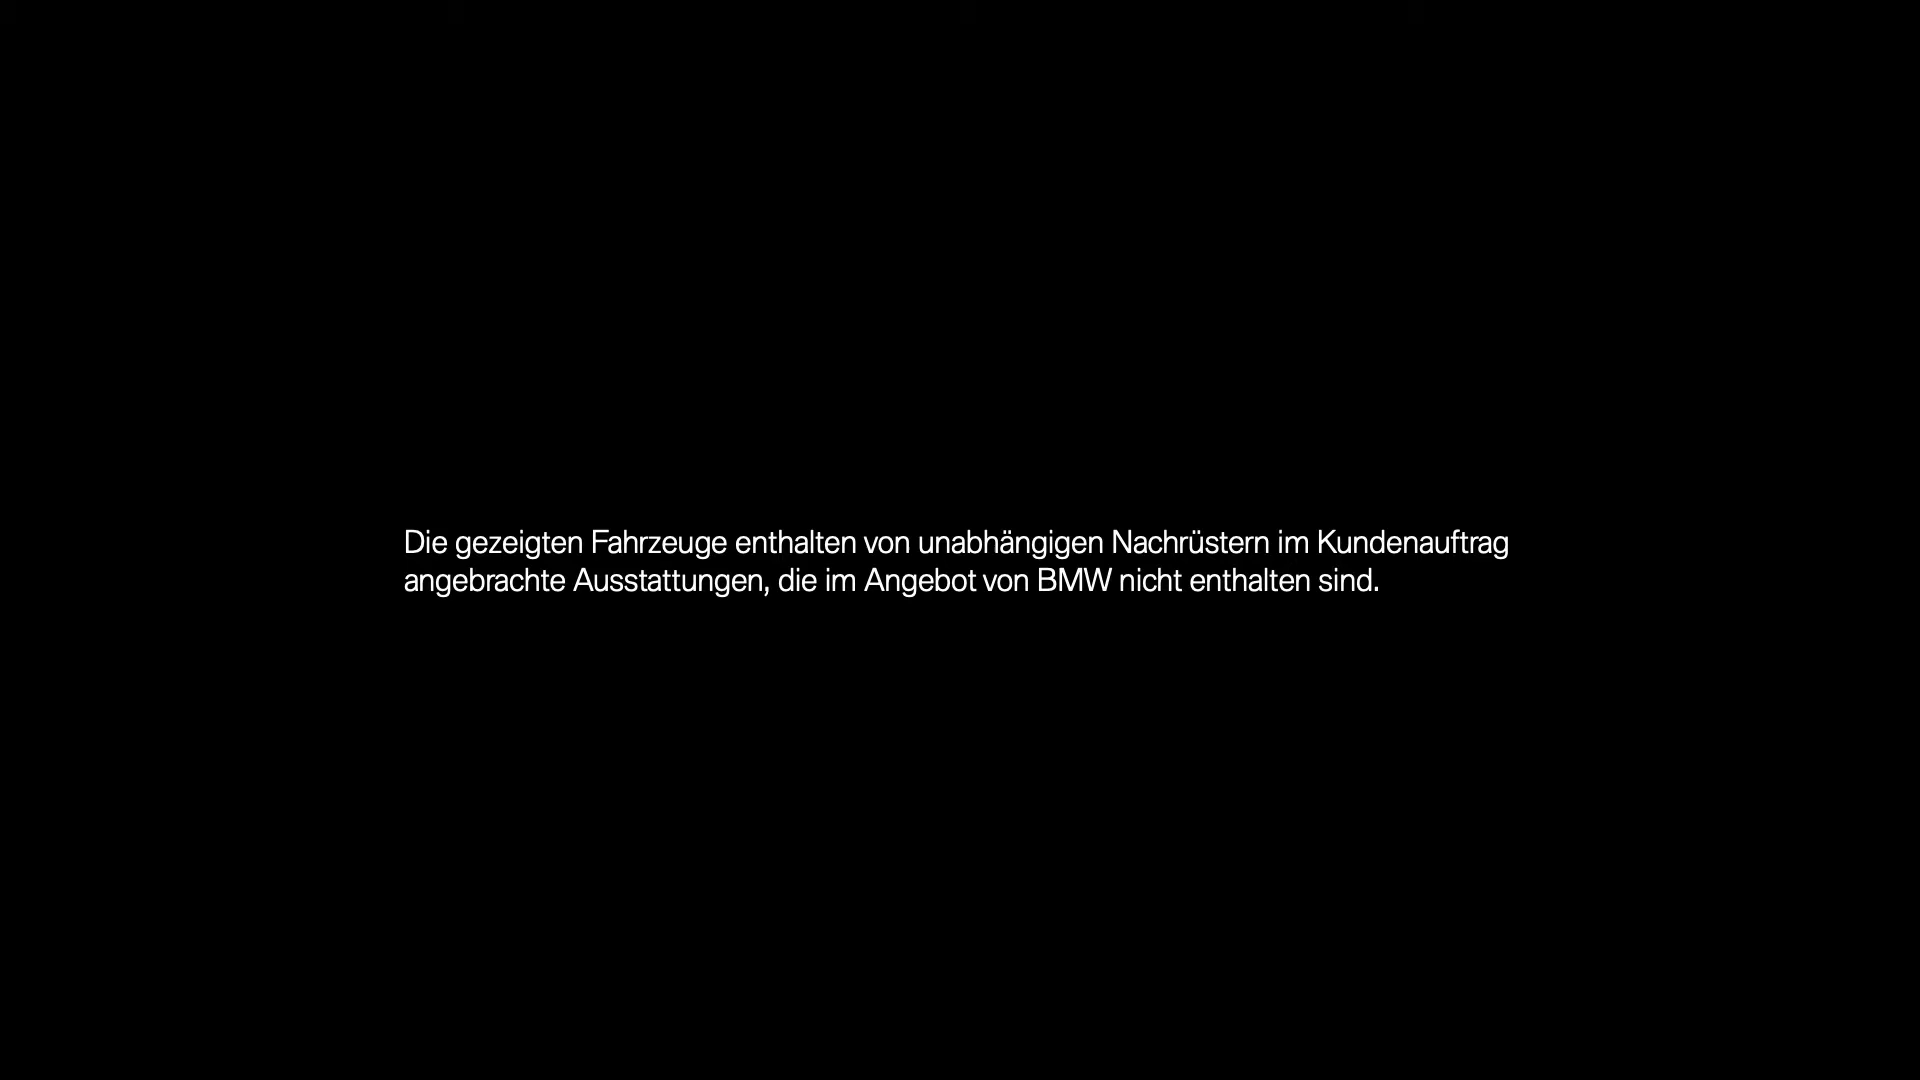 Die gezeigten Fahrzeuge enthalten von unabhängigen Nachrüstern im Kundenauftrag
angebrachte Ausstattungen, die im Angebot von BMW nicht enthalten sind.